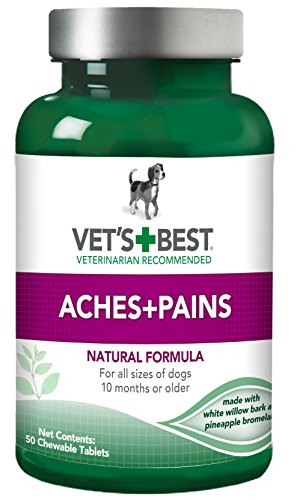 VET'S+BEST®
VETERINARIAN RECOMMENDED
ACHES+PAINS
NATURAL FORMULA
For all sizes of dogs
10 months or older
made with
white willow bark a
pineapple bromela
Net Contents:
50 Chewable Tablets